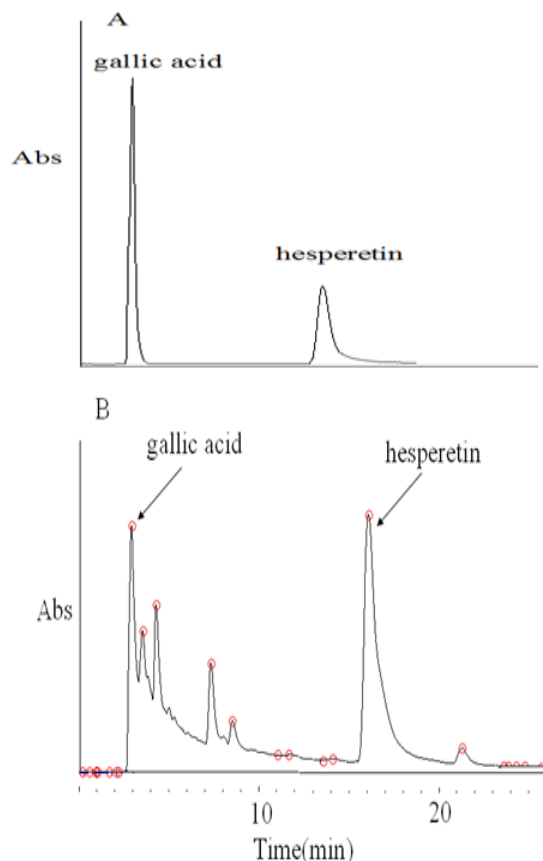 A
gallic acid
Abs
hesperetin
B
gallic acid
hesperetin
Abs
10
20
Time(min)